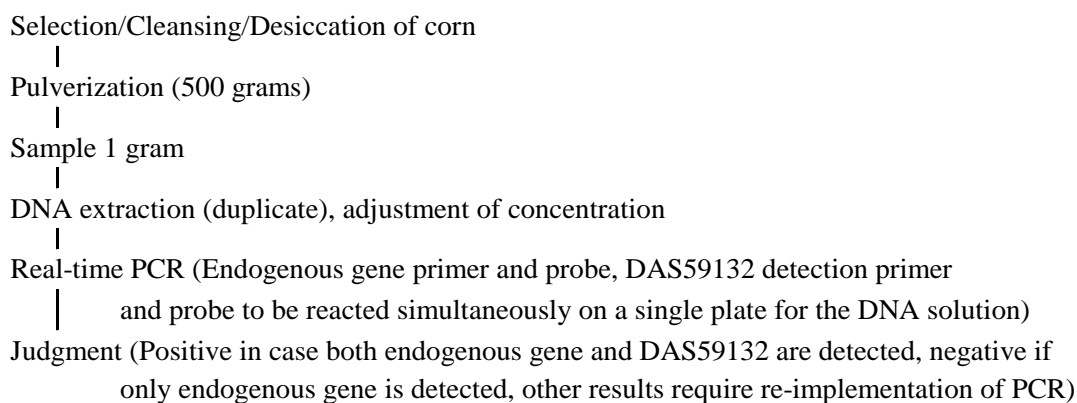 Selection/Cleansing/Desiccation of corn
Pulverization (500 grams)
Sample 1 gram
DNA extraction (duplicate), adjustment of concentration
Real-time PCR (Endogenous gene primer and probe, DAS59132 detection primer
and probe to be reacted simultaneously on a single plate for the DNA solution)
Judgment (Positive in case both endogenous gene and DAS59132 are detected, negative if
only endogenous gene is detected, other results require re-implementation of PCR)